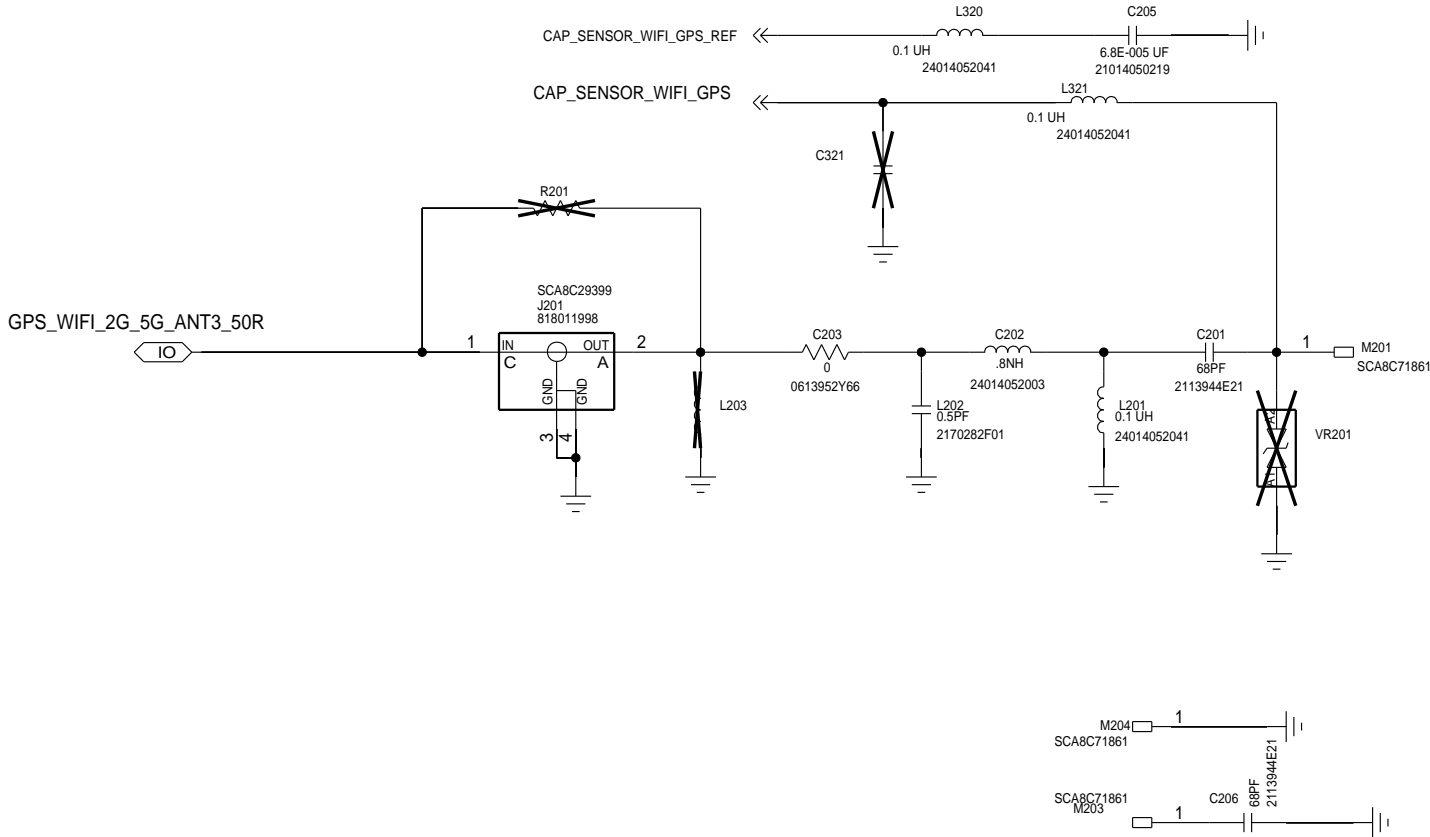 L320
C205
CAP_SENSOR_WIFI_GPS_REF
0.1 UH
6.8E-005 UF
24014052041
21014050219
CAP_SENSOR_WIFI_GPS
L321
0.1 UH
24014052041
C321
R201
SCA8C29399
J201
818011998
GPS_WIFI_2G_5G_ANT3_50R
IO
1
IN
OUT
2
C
A
GND
GND
3
4
L203
C203
0
0613952Y66
C202
.8NH
24014052003
C201
68PF
2113944E21
1
M201
SCA8C71861
L202
0.5PF
2170282F01
L201
0.1 UH
24014052041
A2
A1
VR201
M204
1
SCA8C71861
SCA8C71861
M203
1
C206
68PF
2113944E21